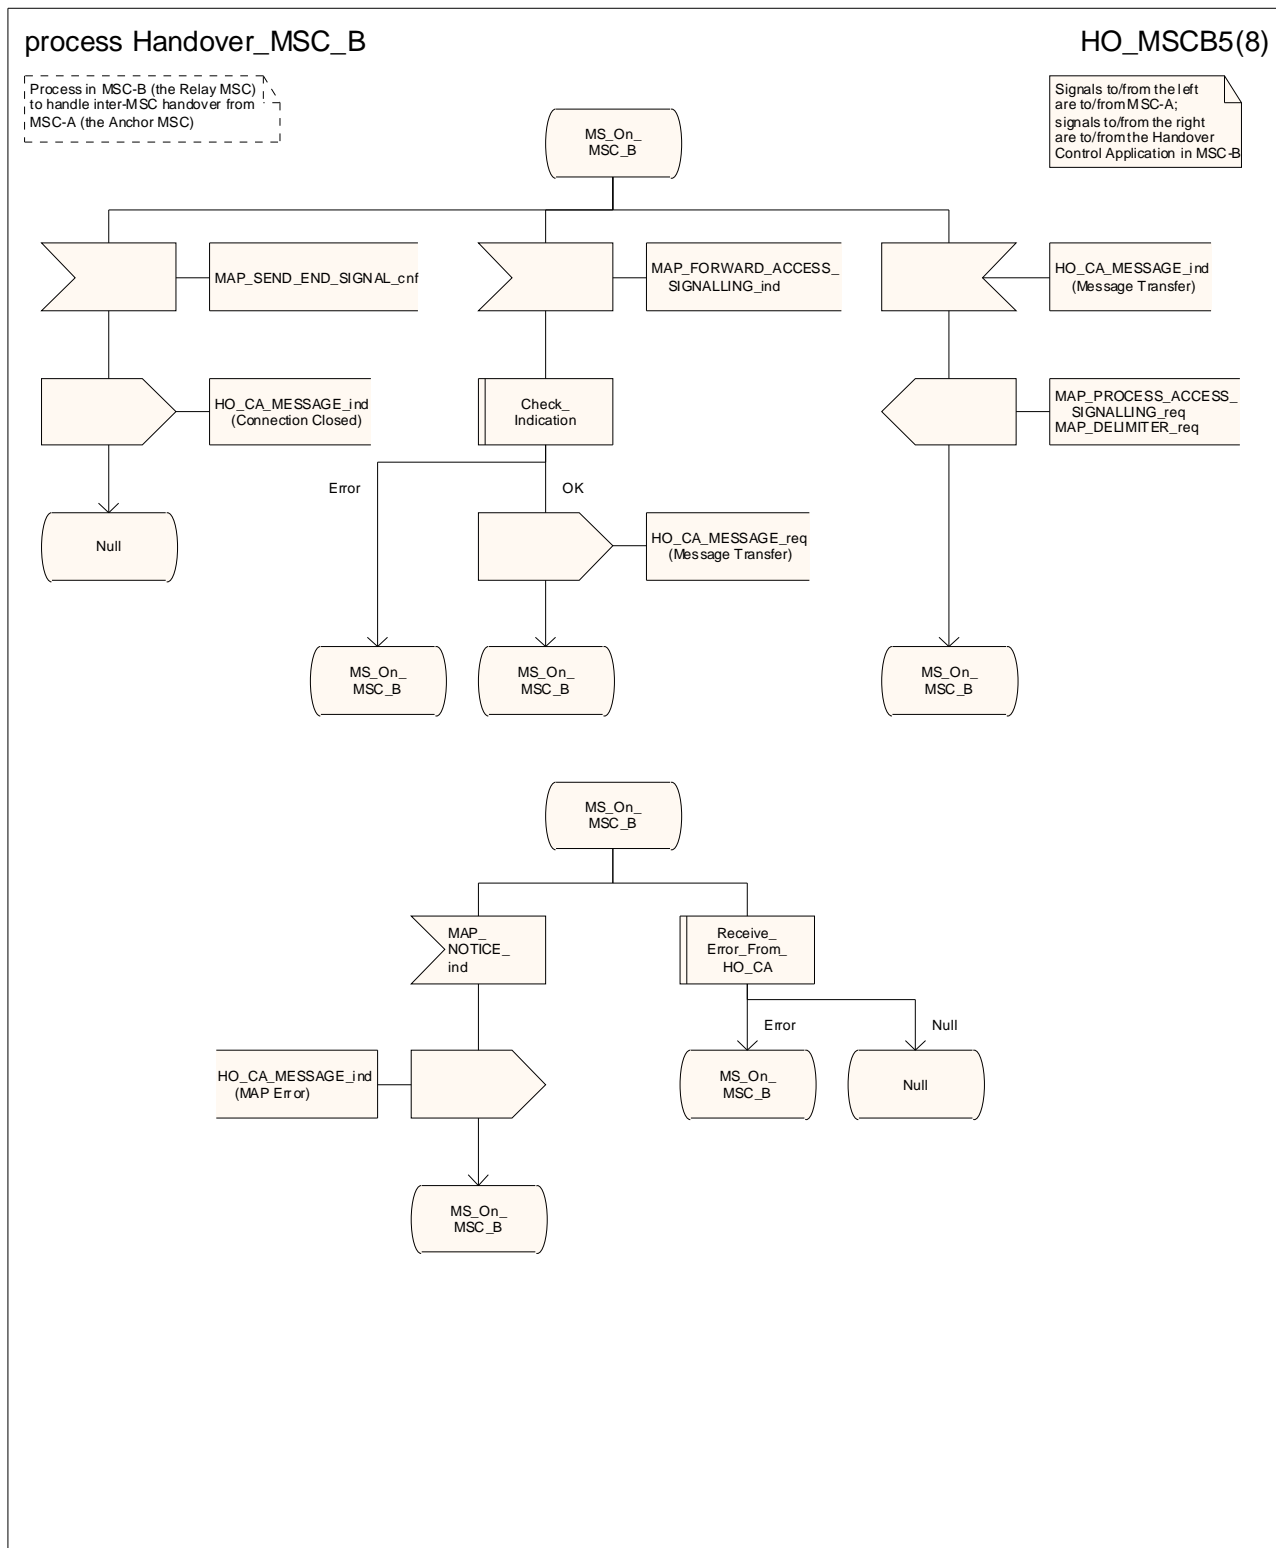 process Handover_MSC_B
HO_MSCB5(8)
Process in MSC-B (the Relay MSC)
to handle inter-MSC handover from
MSC-A (the Anchor MSC)
Signals to/from the left
are to/from MSC-A;
signals to/from the right
are to/from the Handover
Control Application in MSC-B
MS_On_
MSC_B
MAP_SEND_END_SIGNAL_cnf
MAP_FORWARD_ACCESS_
SIGNALLING_ind
HO_CA_MESSAGE_ind
(Message Transfer)
HO_CA_MESSAGE_ind
(Connection Closed)
Check_
Indication
MAP_PROCESS_ACCESS_
SIGNALLING_req
MAP_DELIMITER_req
Error
OK
Null
HO_CA_MESSAGE_req
(Message Transfer)
MS_On_
MSC_B
MS_On_
MSC_B
MS_On_
MSC_B
MS_On_
MSC_B
MAP_
NOTICE_
ind
Receive_
Error_From_
HO_CA
Error
Null
HO_CA_MESSAGE_ind
(MAP Error)
MS_On_
MSC_B
Null
MS_On_
MSC_B